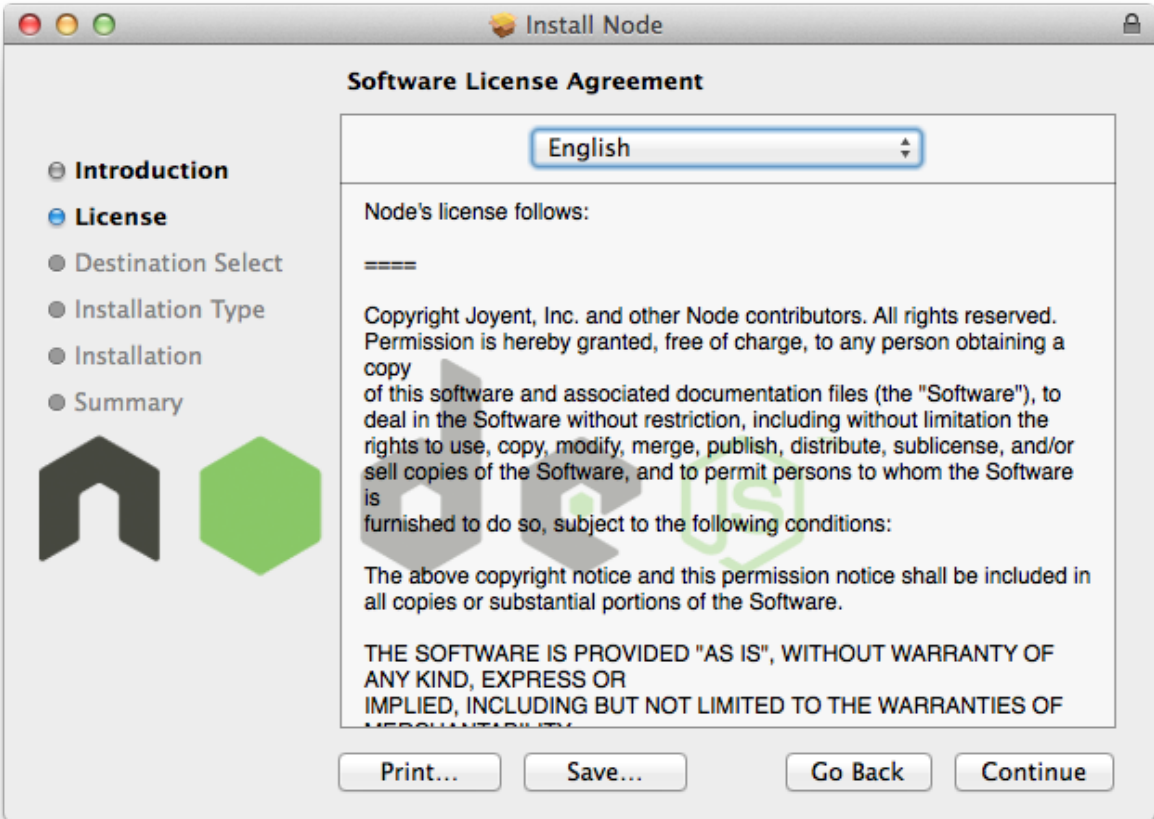 Install Node
Software License Agreement
Introduction
License
Destination Select
Installation Type
Installation
Summary
English
Node's license follows:
====
Copyright Joyent, Inc. and other Node contributors. All rights reserved.
Permission is hereby granted, free of charge, to any person obtaining a
copy
of this software and associated documentation files (the "Software"), to
deal in the Software without restriction, including without limitation the
rights to use, copy, modify, merge, publish, distribute, sublicense, and/or
sell copies of the Software, and to permit persons to whom the Software
is
furnished to do so, subject to the following conditions:
The above copyright notice and this permission notice shall be included in
all copies or substantial portions of the Software.
THE SOFTWARE IS PROVIDED "AS IS", WITHOUT WARRANTY OF
ANY KIND, EXPRESS OR
IMPLIED, INCLUDING BUT NOT LIMITED TO THE WARRANTIES OF
MERCHANTABILITY
node JS
Print...
Save...
Go Back
Continue